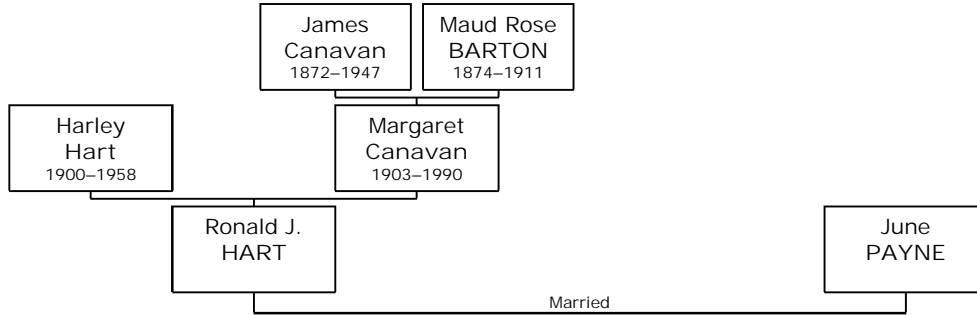 James
Canavan
1872–1947
Maud Rose
BARTON
1874–1911
Harley
Hart
1900–1958
Margaret
Canavan
1903–1990
Ronald J.
HART
June
PAYNE
Married